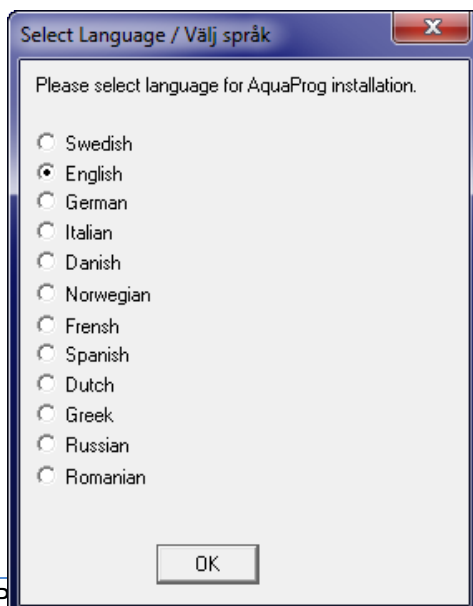 Select Language / Välj språk
Please select language for AquaProg installation.
Swedish
English
German
Italian
Danish
Norwegian
Frensh
Spanish
Dutch
Greek
Russian
Romanian
OK